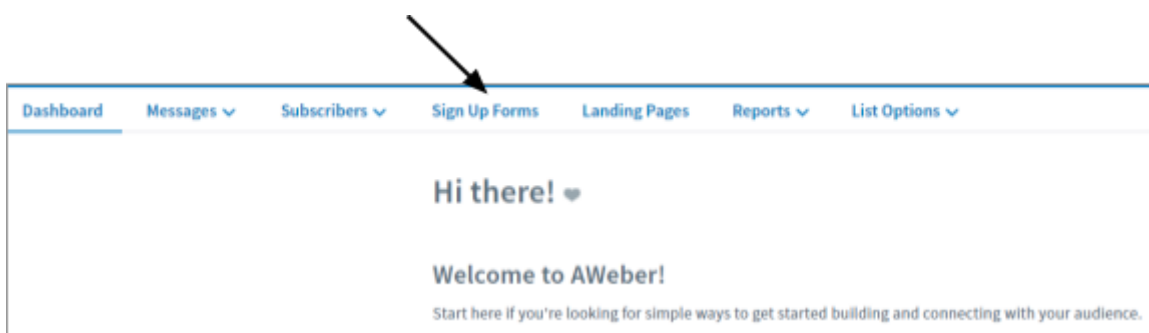 Dashboard Messages Subscribers Sign Up Forms Landing Pages Reports List Options
Hi there!
Welcome to AWeber!
Start here if you're looking for simple ways to get started building and connecting with your audience.